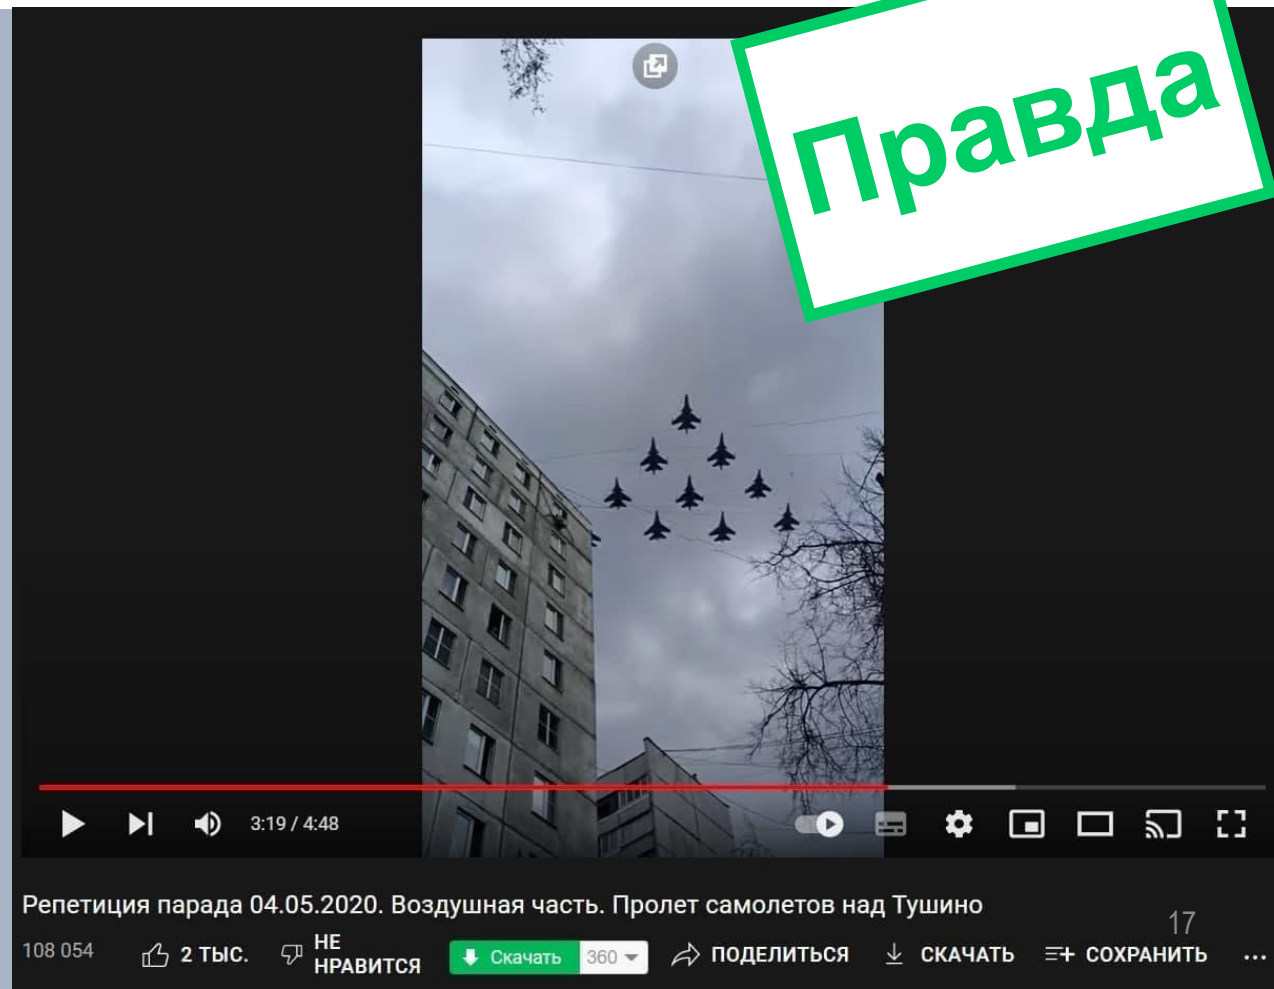 Правда
3:19 / 4:48
Репетиция парада 04.05.2020. Воздушная часть. Пролет самолетов над Тушино
17
108 054
2 ТЫС.
НЕ
НРАВИТСЯ
Скачать
360
ПОДЕЛИТЬСЯ
СКАЧАТЬ
СОХРАНИТЬ